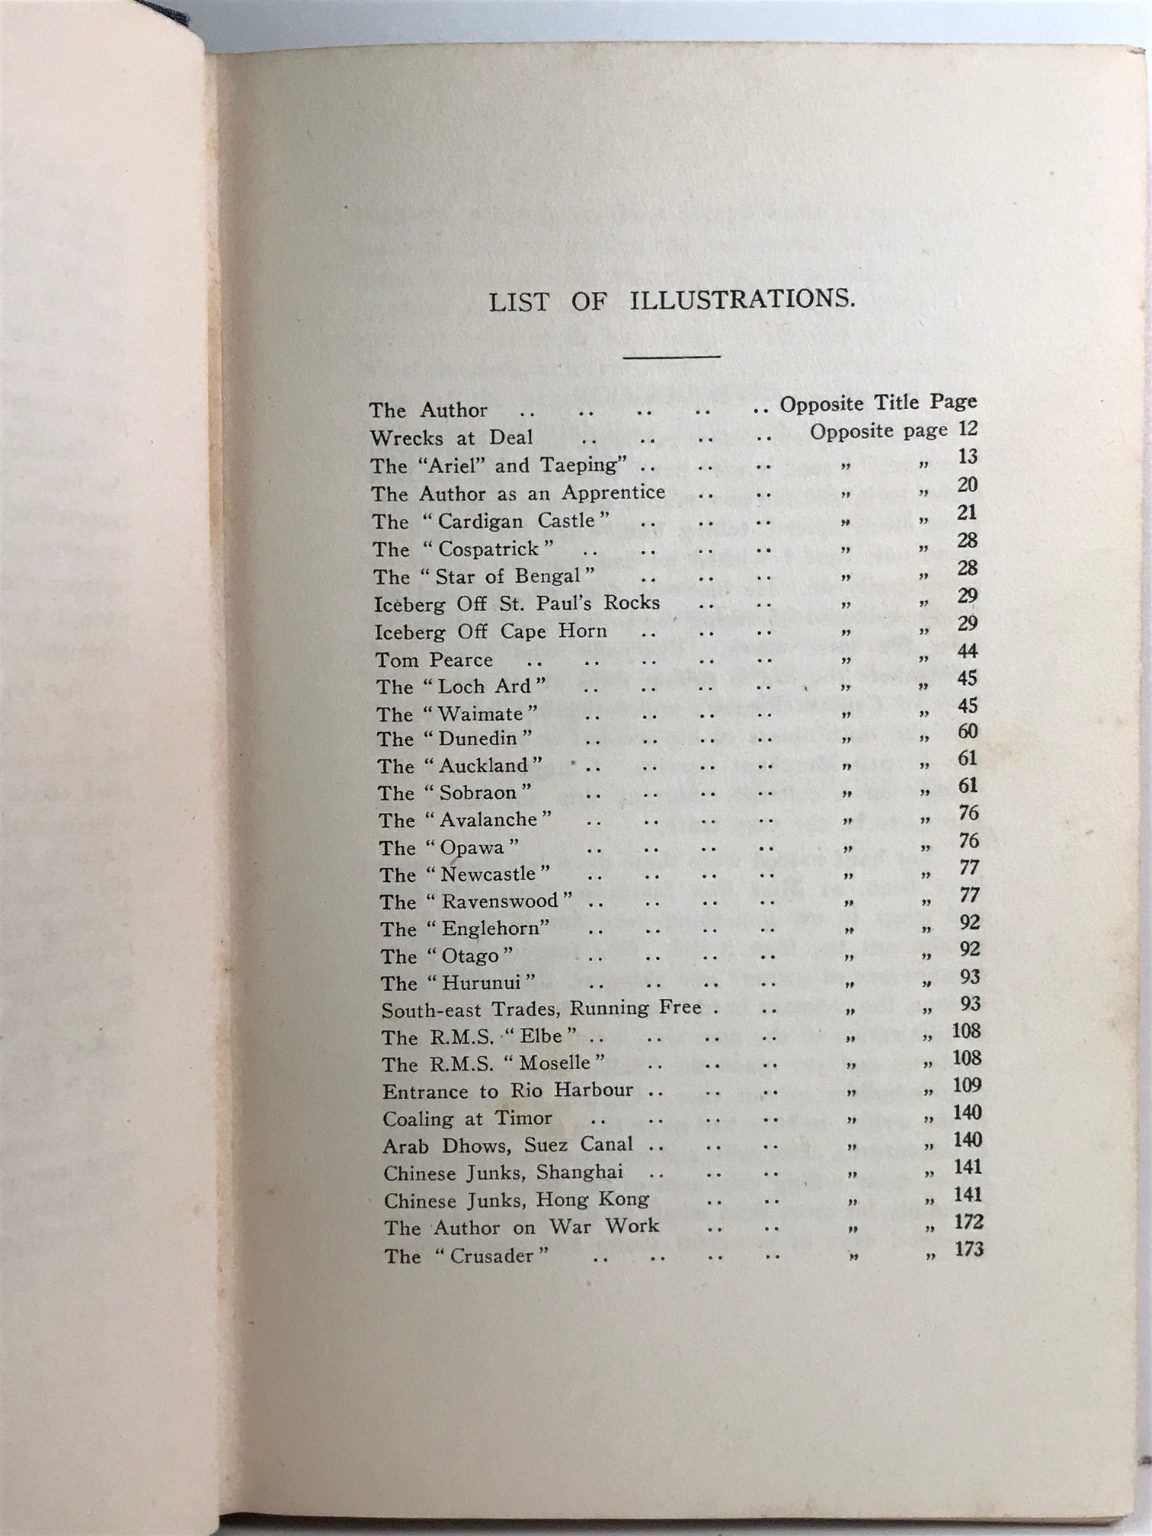 LIST OF ILLUSTRATIONS.
The Author .. .. .. .. .. Opposite Title Page
Wrecks at Deal .. .. .. .. Opposite page 12
The “Ariel” and Taeping” .. .. .. „ „ 13
The Author as an Apprentice .. .. „ „ 20
The “Cardigan Castle” .. .. .. „ „ 21
The “Cospatrick” .. .. .. .. „ „ 28
The “Star of Bengal” .. .. .. „ „ 28
Iceberg Off St. Paul's Rocks .. .. „ „ 29
Iceberg Off Cape Horn .. .. .. „ „ 29
Tom Pearce .. .. .. .. .. „ „ 44
The “Loch Ard” .. .. .. .. „ „ 45
The “Waimate” .. .. .. .. „ „ 45
The “Dunedin” .. .. .. .. „ „ 60
The “Auckland” .. .. .. .. „ „ 61
The “Sobraon” .. .. .. .. „ „ 61
The “Avalanche” .. .. .. .. „ „ 76
The “Opawa” .. .. .. .. „ „ 76
The “Newcastle” .. .. .. .. „ „ 77
The “Ravenswood” .. .. .. .. „ „ 77
The “Englehorn” .. .. .. .. „ „ 92
The “Otago” .. .. .. .. „ „ 92
The “Hurunui” .. .. .. .. „ „ 93
South-east Trades, Running Free . .. „ „ 93
The R.M.S. “Elbe” .. .. .. .. „ „ 108
The R.M.S. “Moselle” .. .. .. „ „ 108
Entrance to Rio Harbour .. .. .. „ „ 109
Coaling at Timor .. .. .. .. „ „ 140
Arab Dhows, Suez Canal .. .. .. „ „ 140
Chinese Junks, Shanghai .. .. .. „ „ 141
Chinese Junks, Hong Kong .. .. „ „ 141
The Author on War Work .. .. „ „ 172
The “Crusader” .. .. .. .. „ „ 173